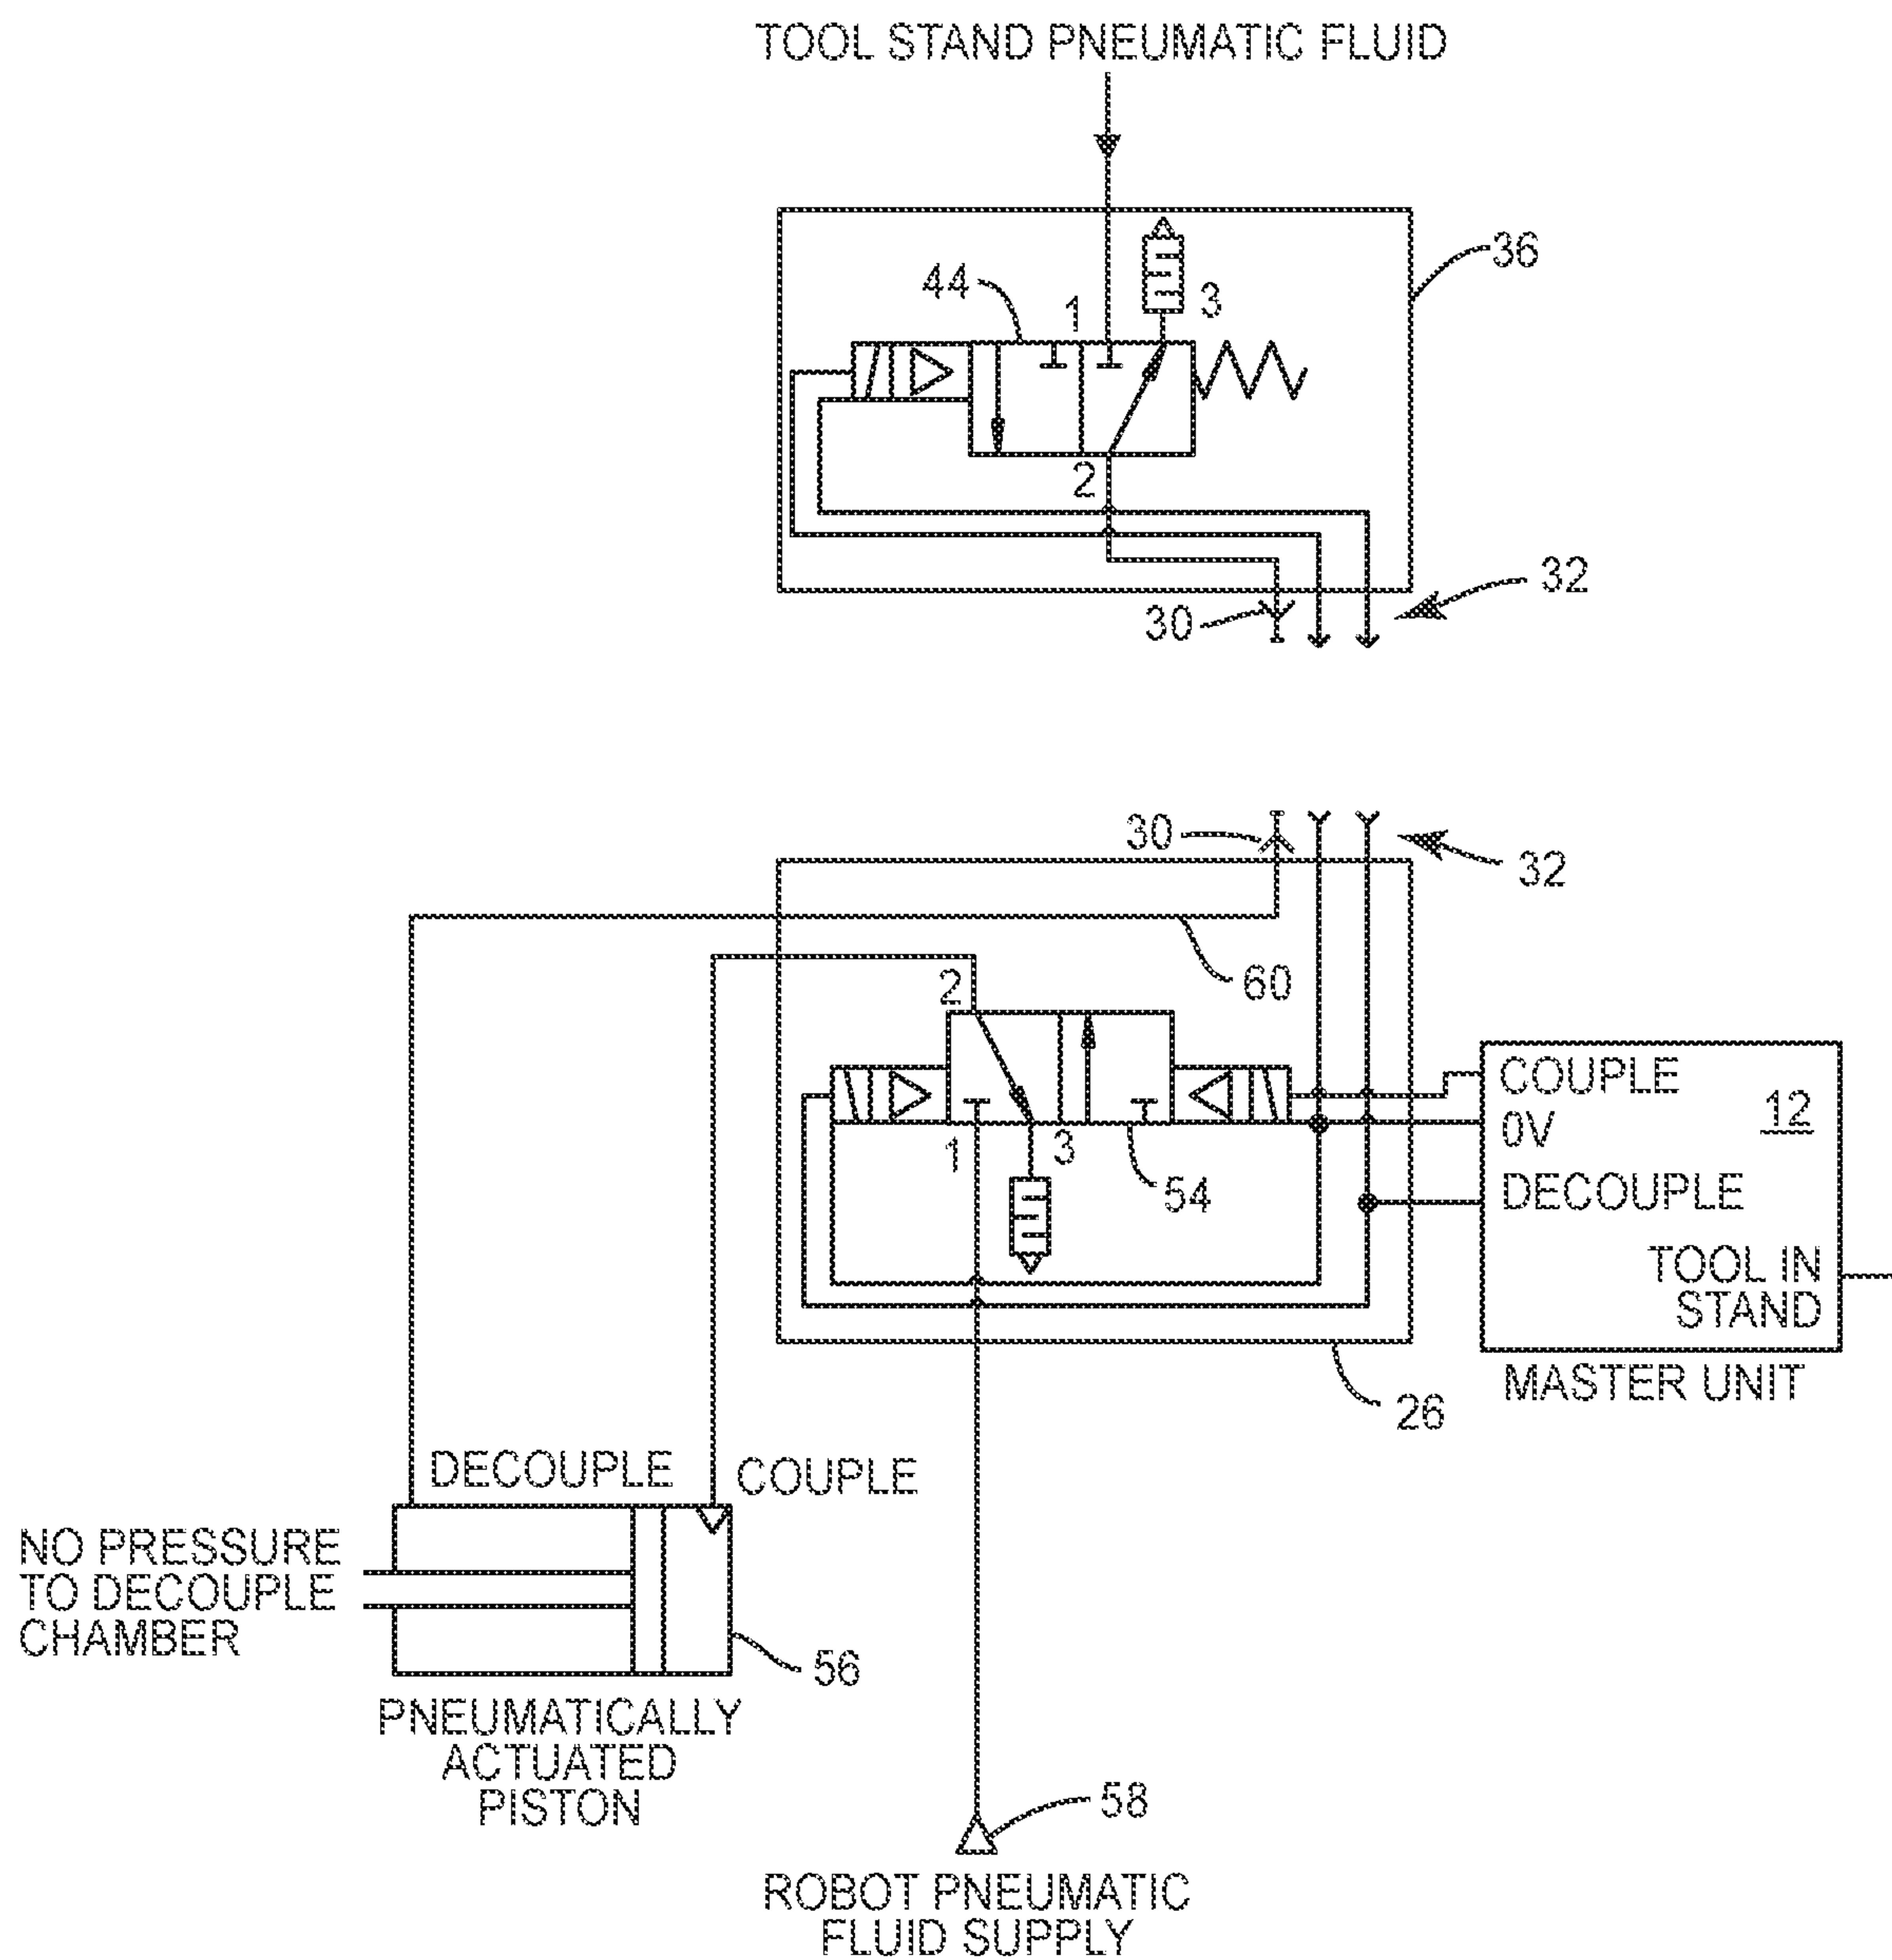 TOOL STAND PNEUMATIC FLUID
36
44
1
3
2
32
30
30
32
60
2
COUPLE
12
0V
1
3
54
DECOUPLE
TOOL IN
STAND
MASTER UNIT
26
DECOUPLE
COUPLE
NO PRESSURE
TO DECOUPLE
CHAMBER
56
PNEUMATICALLY
ACTUATED
PISTON
58
ROBOT PNEUMATIC
FLUID SUPPLY